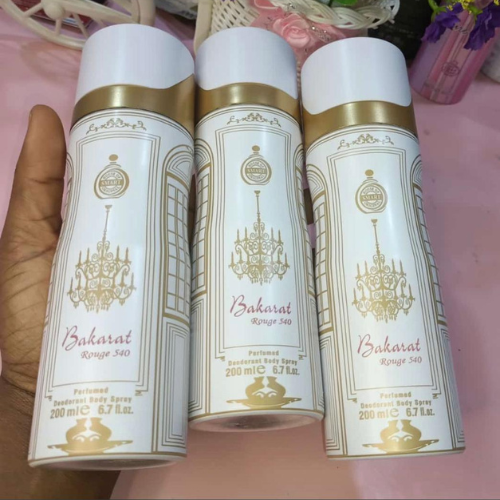 Bakarat
Rouge 540
Perfumed
Deodorant Body Spray
200 ml e 6.7 fl.oz.
Bakarat
Rouge 540
Perfumed
Deodorant Body Spray
200 ml e 6.7 fl.oz.
Bakarat
Rouge 540
Perfumed
Deodorant Body Spray
200 ml e 6.7 fl.oz.